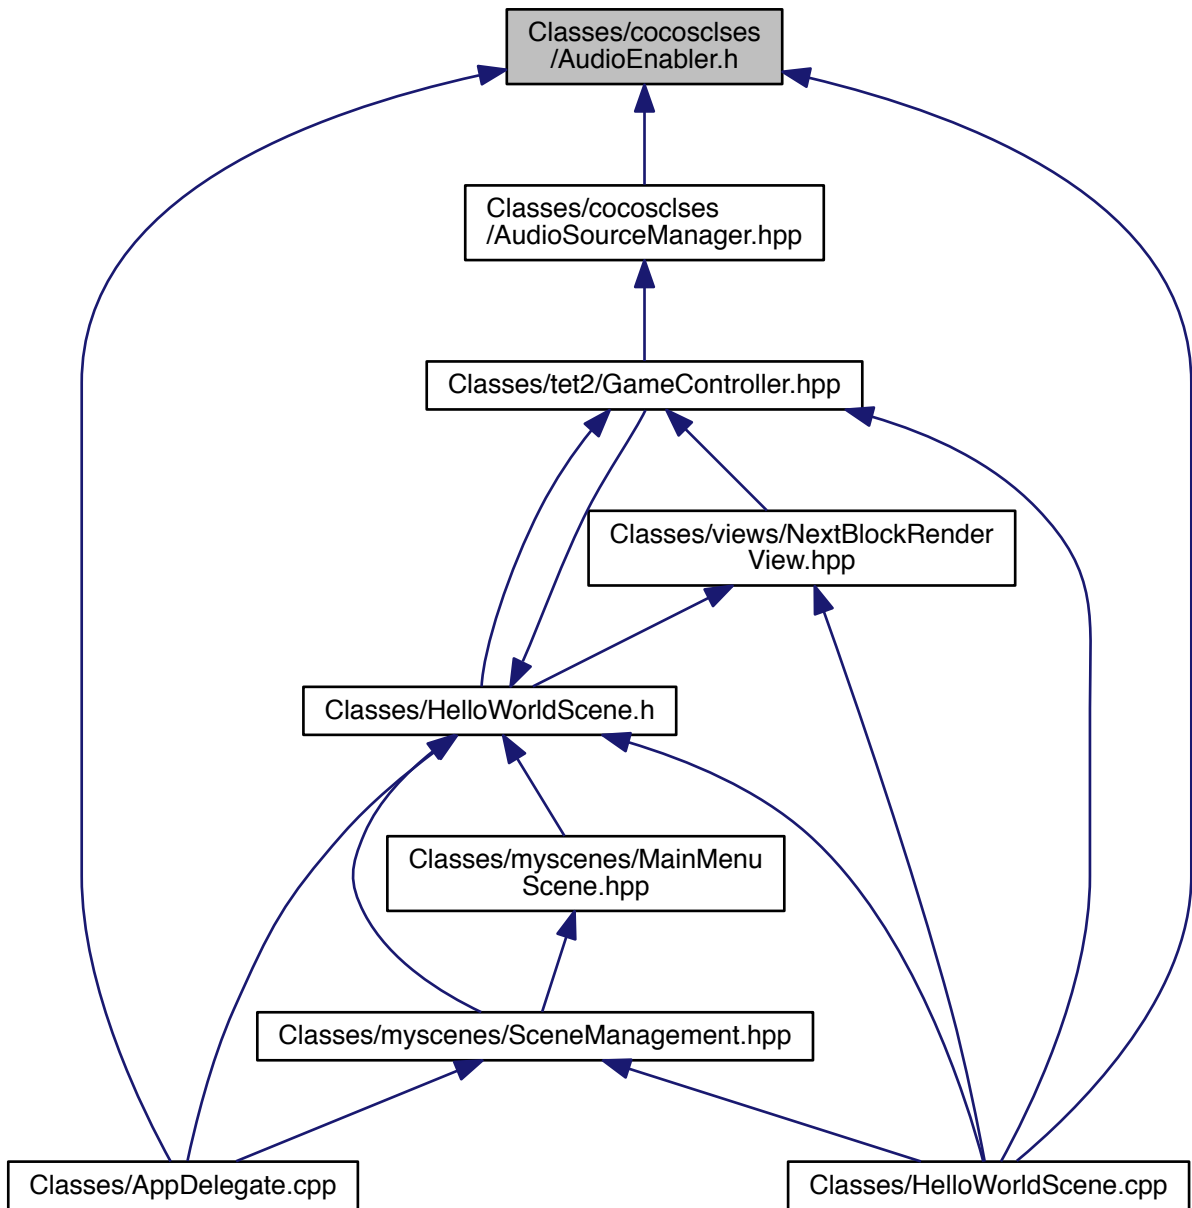 Classes/cocosclses
/AudioEnabler.h
Classes/cocosclses
/AudioSourceManager.hpp
Classes/tet2/GameController.hpp
Classes/views/NextBlockRender
View.hpp
Classes/HelloWorldScene.h
Classes/myscenes/MainMenu
Scene.hpp
Classes/myscenes/SceneManagement.hpp
Classes/AppDelegate.cpp
Classes/HelloWorldScene.cpp